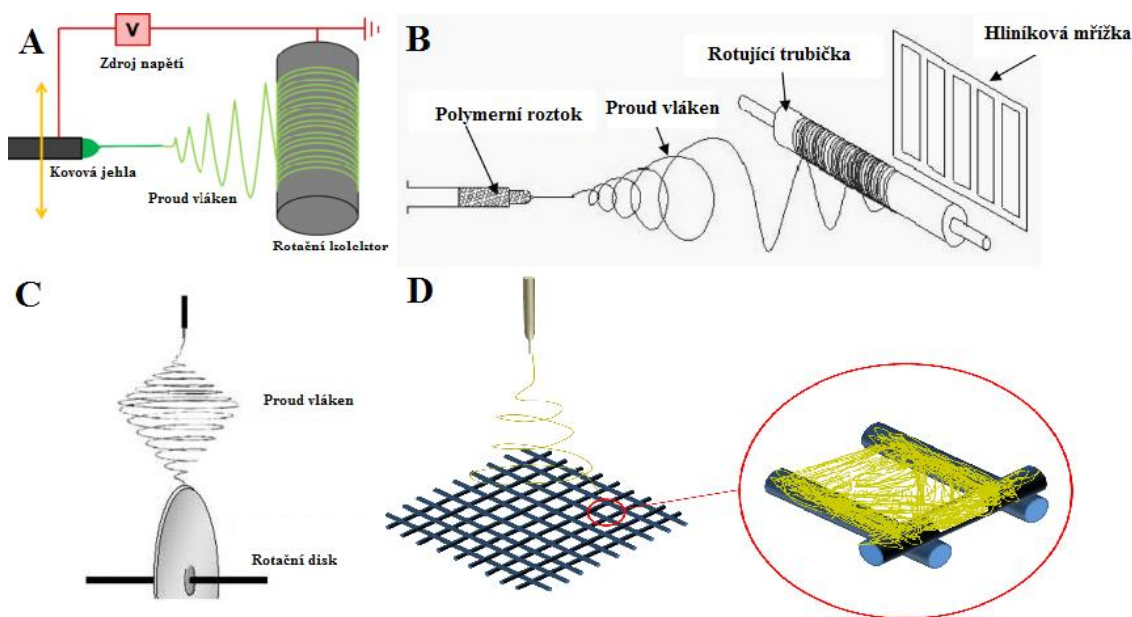 A
V
Zdroj napětí
Kovová jehla
Proud vláken
Rotační kolektor
B
Hliníková mřížka
Rotující trubička
Proud vláken
Polymerní roztok
C
Proud vláken
Rotační disk
D